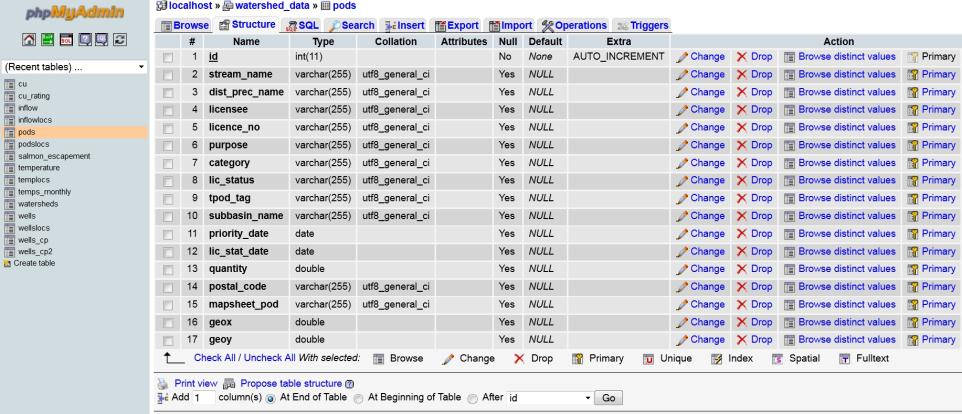 phpMyAdmin
(Recent tables) ...
cu
cu_rating
inflow
inflowlocs
pods
podslocs
salmon_escapement
temperature
templocs
temps_monthly
watersheds
wells
wellslocs
wells_cp
wells_cp2
Create table
localhost » watershed_data » pods
Browse Structure SQL Search Insert Export Import Operations Triggers
# Name Type Collation Attributes Null Default Extra Action
1 id int(11) No None AUTO_INCREMENT Change Drop Browse distinct values Primary
2 stream_name varchar(255) utf8_general_ci Yes NULL Change Drop Browse distinct values Primary
3 dist_prec_name varchar(255) utf8_general_ci Yes NULL Change Drop Browse distinct values Primary
4 licensee varchar(255) utf8_general_ci Yes NULL Change Drop Browse distinct values Primary
5 licence_no varchar(255) utf8_general_ci Yes NULL Change Drop Browse distinct values Primary
6 purpose varchar(255) utf8_general_ci Yes NULL Change Drop Browse distinct values Primary
7 category varchar(255) utf8_general_ci Yes NULL Change Drop Browse distinct values Primary
8 lic_status varchar(255) utf8_general_ci Yes NULL Change Drop Browse distinct values Primary
9 tpod_tag varchar(255) utf8_general_ci Yes NULL Change Drop Browse distinct values Primary
10 subbasin_name varchar(255) utf8_general_ci Yes NULL Change Drop Browse distinct values Primary
11 priority_date date Yes NULL Change Drop Browse distinct values Primary
12 lic_stat_date date Yes NULL Change Drop Browse distinct values Primary
13 quantity double Yes NULL Change Drop Browse distinct values Primary
14 postal_code varchar(255) utf8_general_ci Yes NULL Change Drop Browse distinct values Primary
15 mapsheet_pod varchar(255) utf8_general_ci Yes NULL Change Drop Browse distinct values Primary
16 geox double Yes NULL Change Drop Browse distinct values Primary
17 geoy double Yes NULL Change Drop Browse distinct values Primary
Check All / Uncheck All With selected: Browse Change Drop Primary Unique Index Spatial Fulltext
Print view Propose table structure
Add 1 column(s) At End of Table At Beginning of Table After id Go